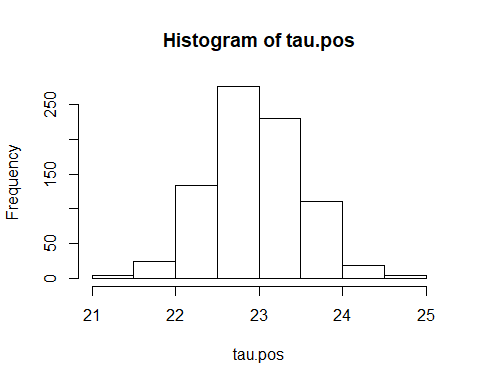 Histogram of tau.pos
Frequency
250
150
50
0
21 22 23 24 25
tau.pos